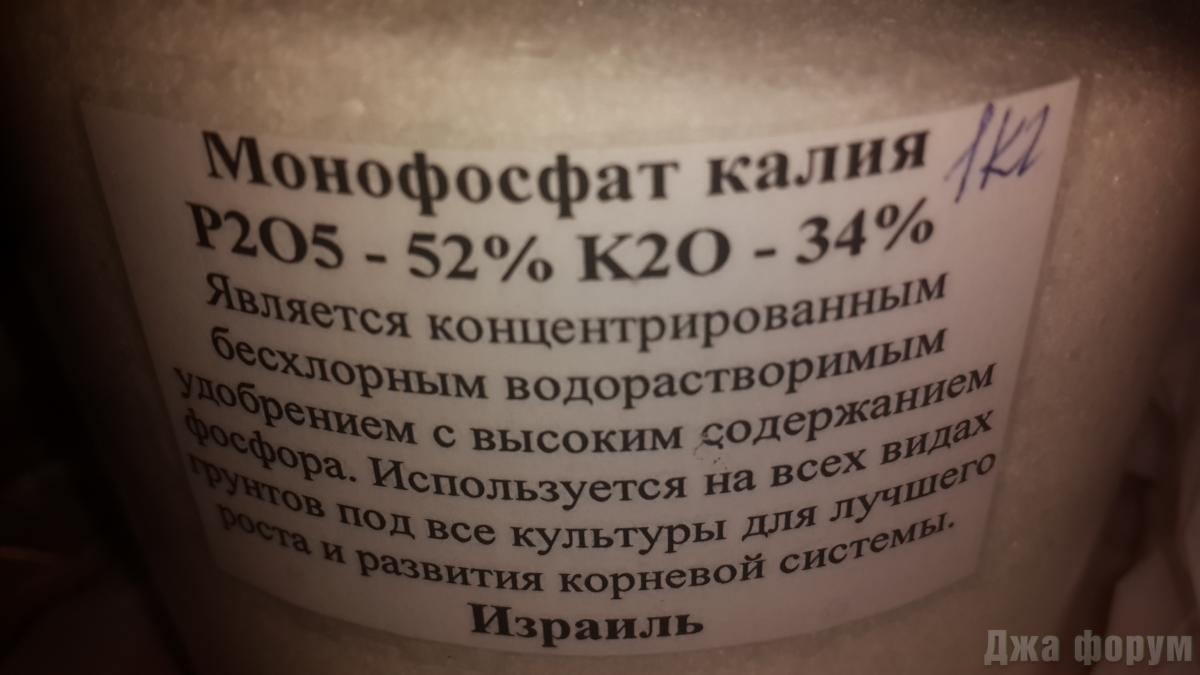 Монофосфат калия 1кг
P2O5 - 52% K2O - 34%
Является концентрированным
бесхлорным водорастворимым
удобрением с высоким содержанием
фосфора. Используется на всех видах
грунтов под все культуры для лучшего
роста и развития корневой системы.
Израиль
Джа форум